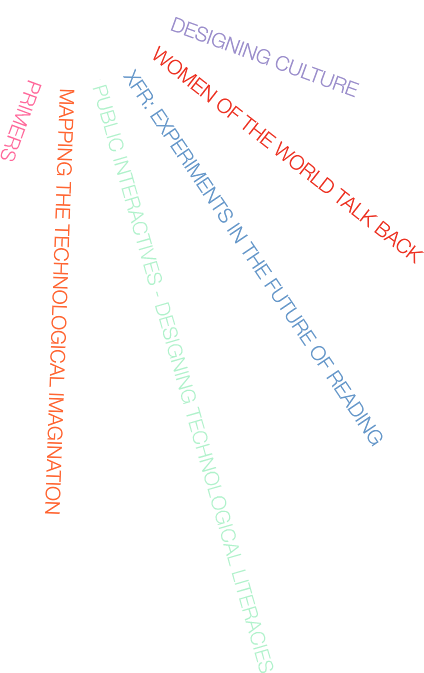 DESIGNING CULTURE
WOMEN OF THE WORLD TALK BACK
XFR: EXPERIMENTS IN THE FUTURE OF READING
PUBLIC INTERACTIVES - DESIGNING TECHNOLOGICAL LITERACIES
MAPPING THE TECHNOLOGICAL IMAGINATION
PRIMERS